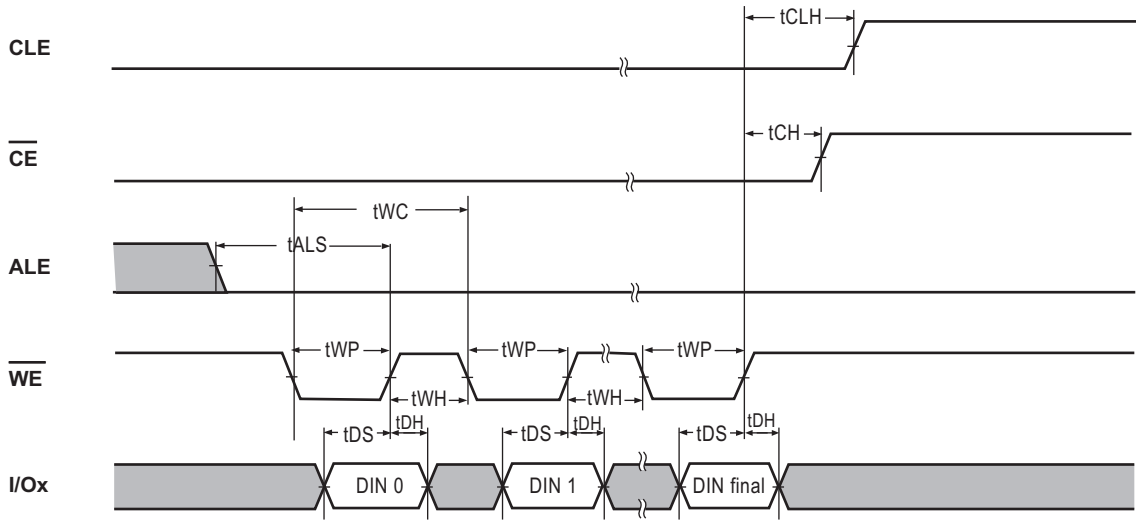 tCLH
CLE
tCH
CE
tWC
tALS
ALE
tWP tWP tWP
WE
tWH tWH
tDS tDH tDS tDH tDS tDH
I/Ox DIN 0 DIN 1 DIN final